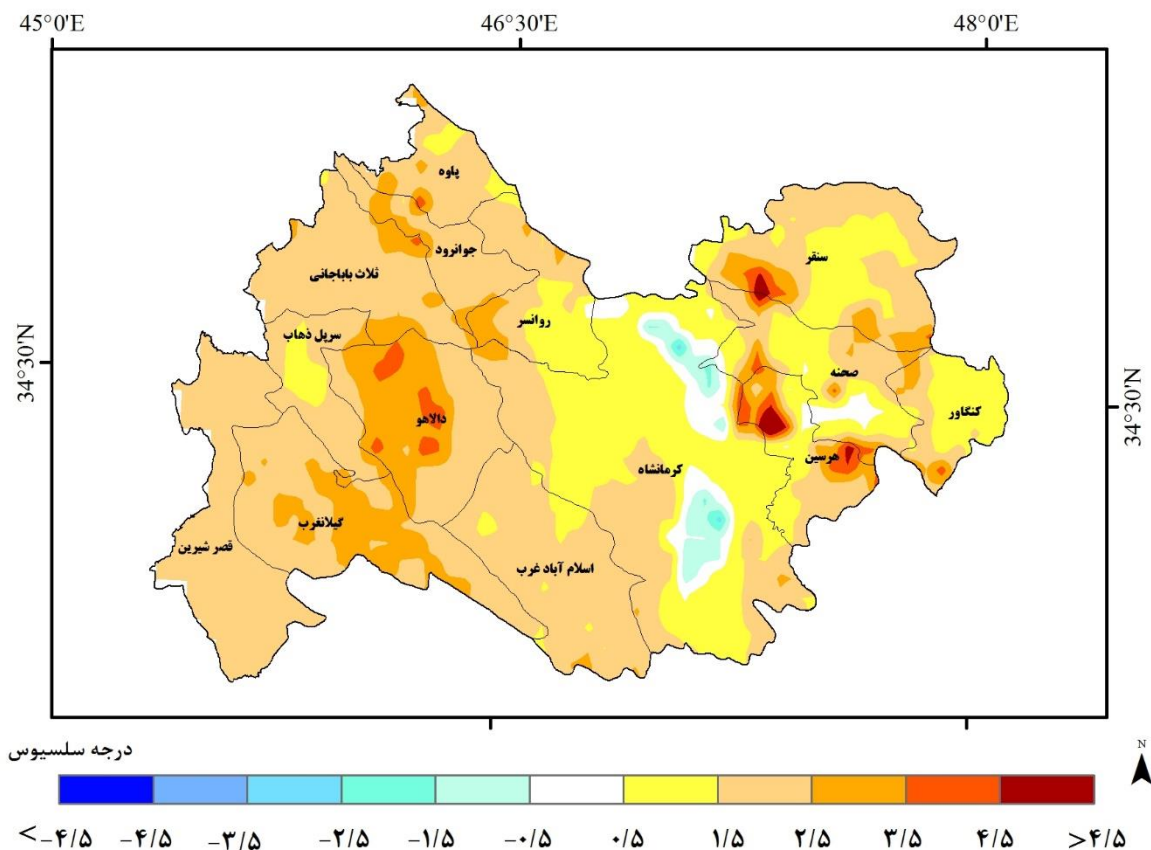 45°0'E 46°30'E 48°0'E
34°30'N
34°30'N
پاوه
جوانرود
ثلاث باباجانی
روانسر
سرپل ذهاب
سنقر
صحنه
کنگاور
دالاهو
کرمانشاه
هرسین
گیلانغرب
قصر شیرین
اسلام آباد غرب
درجه سلسیوس
N
<-۴/۵ -۴/۵ -۳/۵ -۲/۵ -۱/۵ -۰/۵ ۰/۵ ۱/۵ ۲/۵ ۳/۵ ۴/۵ >۴/۵